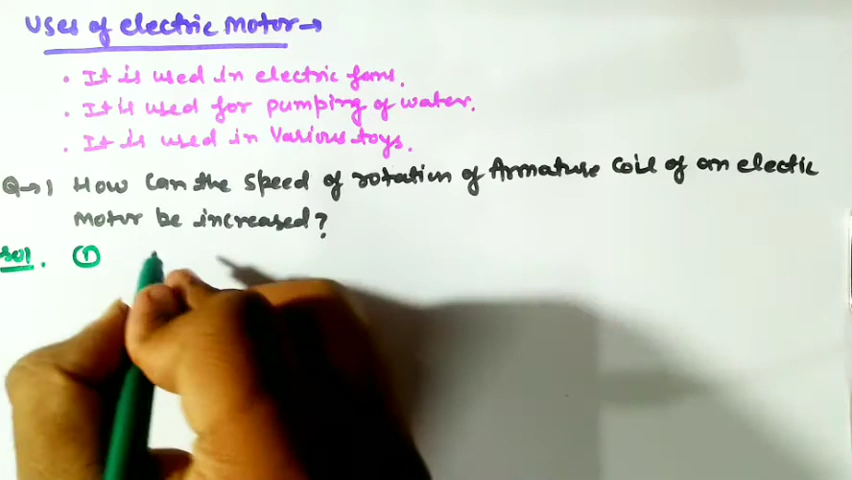 Uses of electric motor→
• It is used in electric fans.
• It is used for pumping of water.
• It is used in various toys.
Q→1 How can the speed of rotation of Armature coil of an electic
motor be increased?
sol. ①